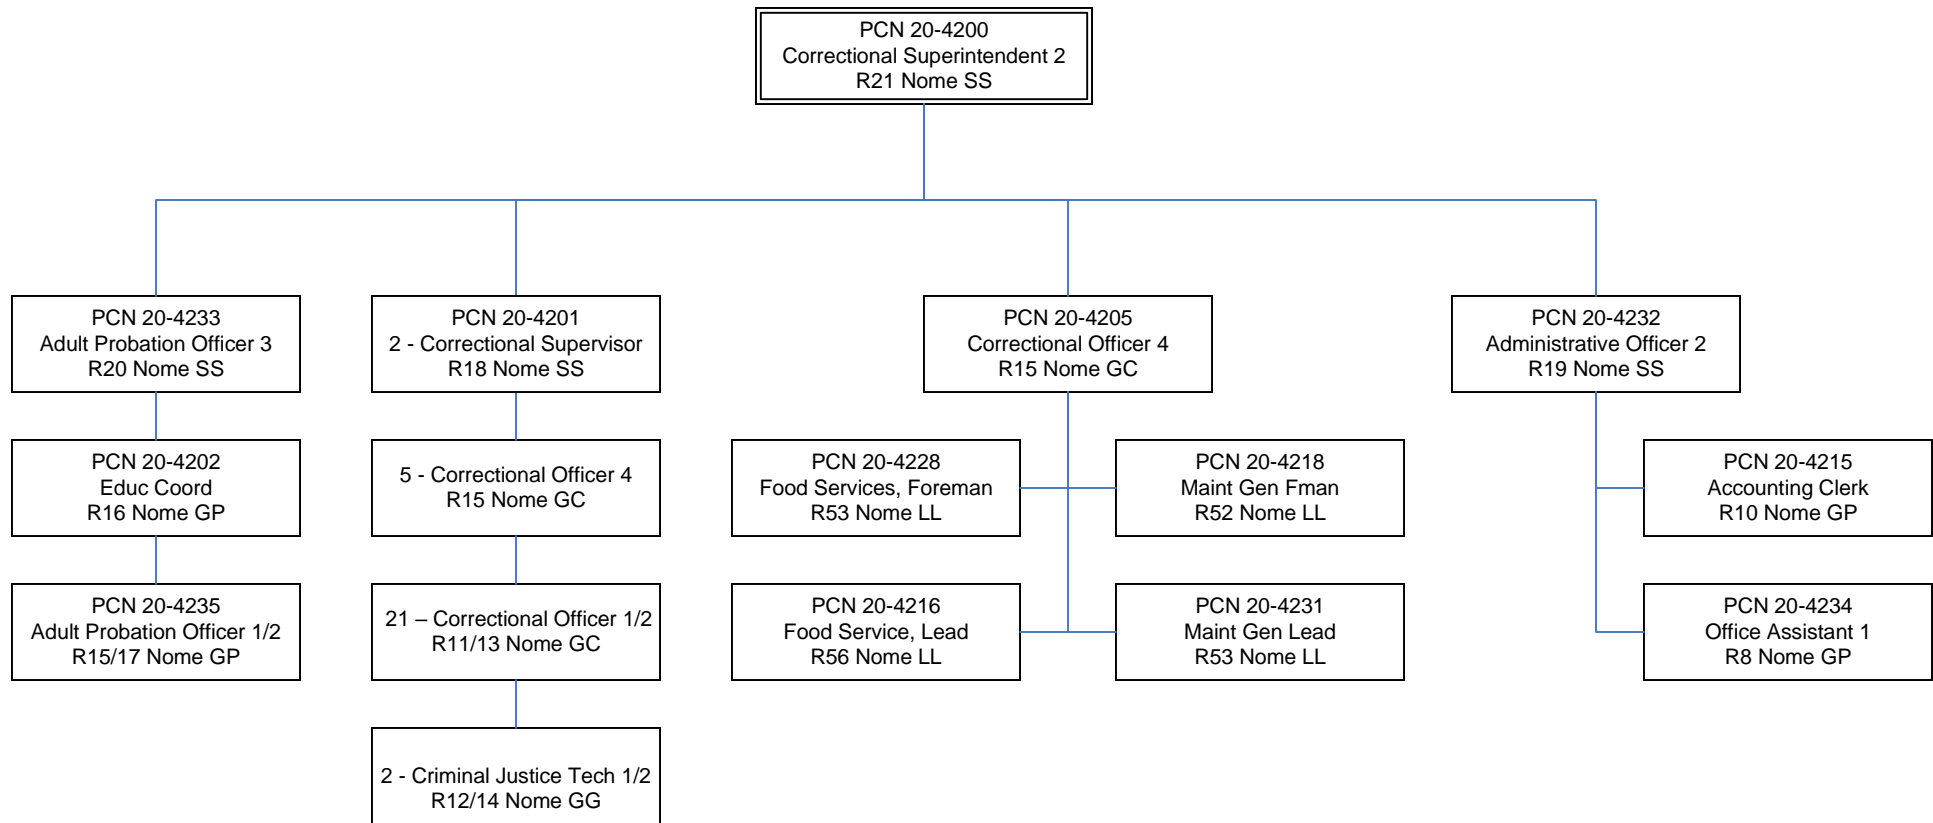 PCN 20-4200
Correctional Superintendent 2
R21 Nome SS
PCN 20-4233
Adult Probation Officer 3
R20 Nome SS
PCN 20-4201
2 - Correctional Supervisor
R18 Nome SS
PCN 20-4205
Correctional Officer 4
R15 Nome GC
PCN 20-4232
Administrative Officer 2
R19 Nome SS
PCN 20-4202
Educ Coord
R16 Nome GP
5 - Correctional Officer 4
R15 Nome GC
PCN 20-4228
Food Services, Foreman
R53 Nome LL
PCN 20-4218
Maint Gen Fman
R52 Nome LL
PCN 20-4215
Accounting Clerk
R10 Nome GP
PCN 20-4235
Adult Probation Officer 1/2
R15/17 Nome GP
21 – Correctional Officer 1/2
R11/13 Nome GC
PCN 20-4216
Food Service, Lead
R56 Nome LL
PCN 20-4231
Maint Gen Lead
R53 Nome LL
PCN 20-4234
Office Assistant 1
R8 Nome GP
2 - Criminal Justice Tech 1/2
R12/14 Nome GG